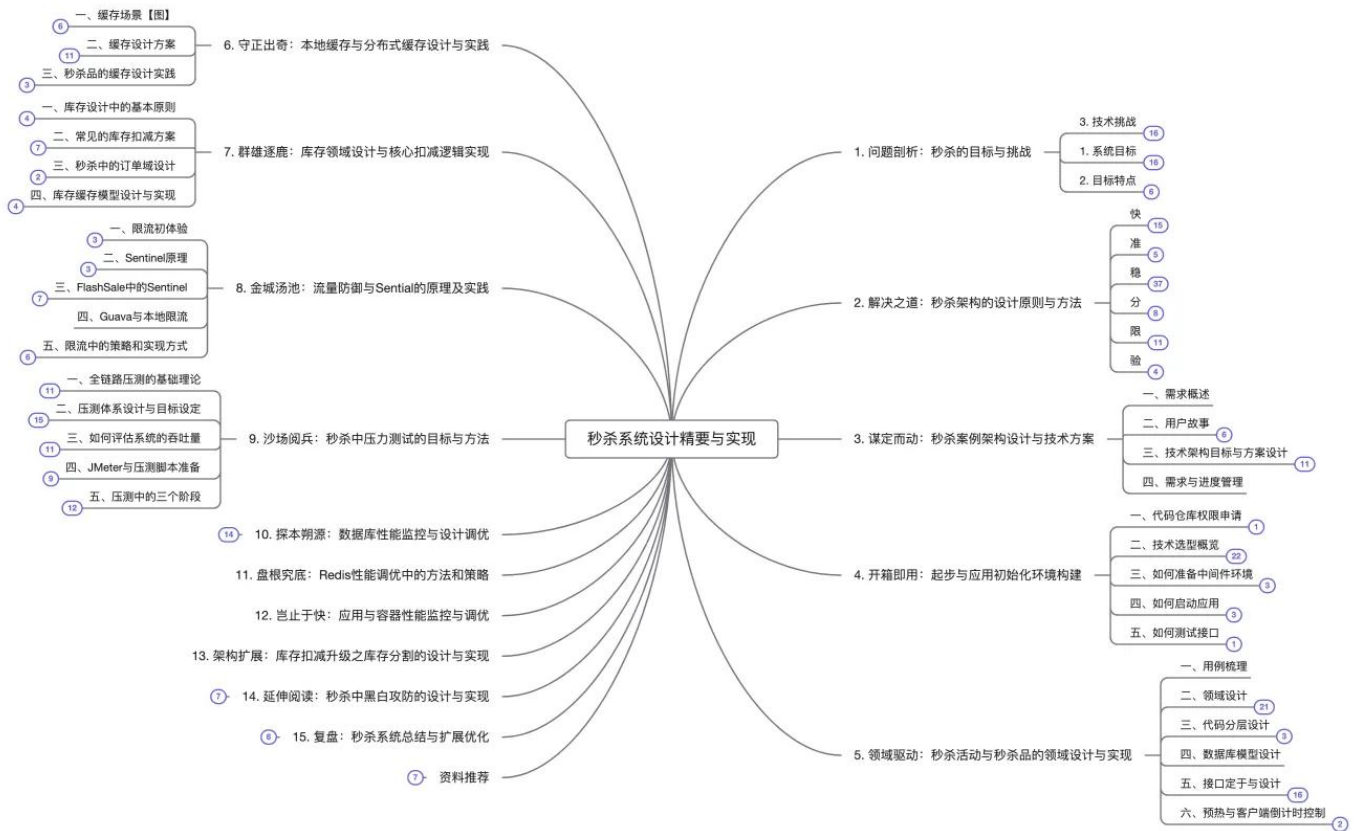 秒杀系统设计精要与实现
1. 问题剖析：秒杀的目标与挑战
3. 技术挑战
16
1. 系统目标
16
2. 目标特点
6
2. 解决之道：秒杀架构的设计原则与方法
快
15
准
5
稳
37
分
8
限
11
验
4
3. 谋定而动：秒杀案例架构设计与技术方案
一、需求概述
二、用户故事
6
三、技术架构目标与方案设计
11
四、需求与进度管理
4. 开箱即用：起步与应用初始化环境构建
一、代码仓库权限申请
1
二、技术选型概览
22
三、如何准备中间件环境
3
四、如何启动应用
3
五、如何测试接口
1
5. 领域驱动：秒杀活动与秒杀品的领域设计与实现
一、用例梳理
二、领域设计
21
三、代码分层设计
3
四、数据库模型设计
五、接口定于与设计
16
六、预热与客户端倒计时控制
2
6. 守正出奇：本地缓存与分布式缓存设计与实践
一、缓存场景【图】
6
二、缓存设计方案
11
三、秒杀品的缓存设计实践
3
7. 群雄逐鹿：库存领域设计与核心扣减逻辑实现
一、库存设计中的基本原则
4
二、常见的库存扣减方案
7
三、秒杀中的订单域设计
2
四、库存缓存模型设计与实现
4
8. 金城汤池：流量防御与Sential的原理及实践
一、限流初体验
3
二、Sentinel原理
3
三、FlashSale中的Sentinel
7
四、Guava与本地限流
五、限流中的策略和实现方式
6
9. 沙场阅兵：秒杀中压力测试的目标与方法
一、全链路压测的基础理论
11
二、压测体系设计与目标设定
15
三、如何评估系统的吞吐量
11
四、JMeter与压测脚本准备
9
五、压测中的三个阶段
12
10. 探本朔源：数据库性能监控与设计调优
14
11. 盘根究底：Redis性能调优中的方法和策略
12. 岂止于快：应用与容器性能监控与调优
13. 架构扩展：库存扣减升级之库存分割的设计与实现
14. 延伸阅读：秒杀中黑白攻防的设计与实现
7
15. 复盘：秒杀系统总结与扩展优化
6
资料推荐
7